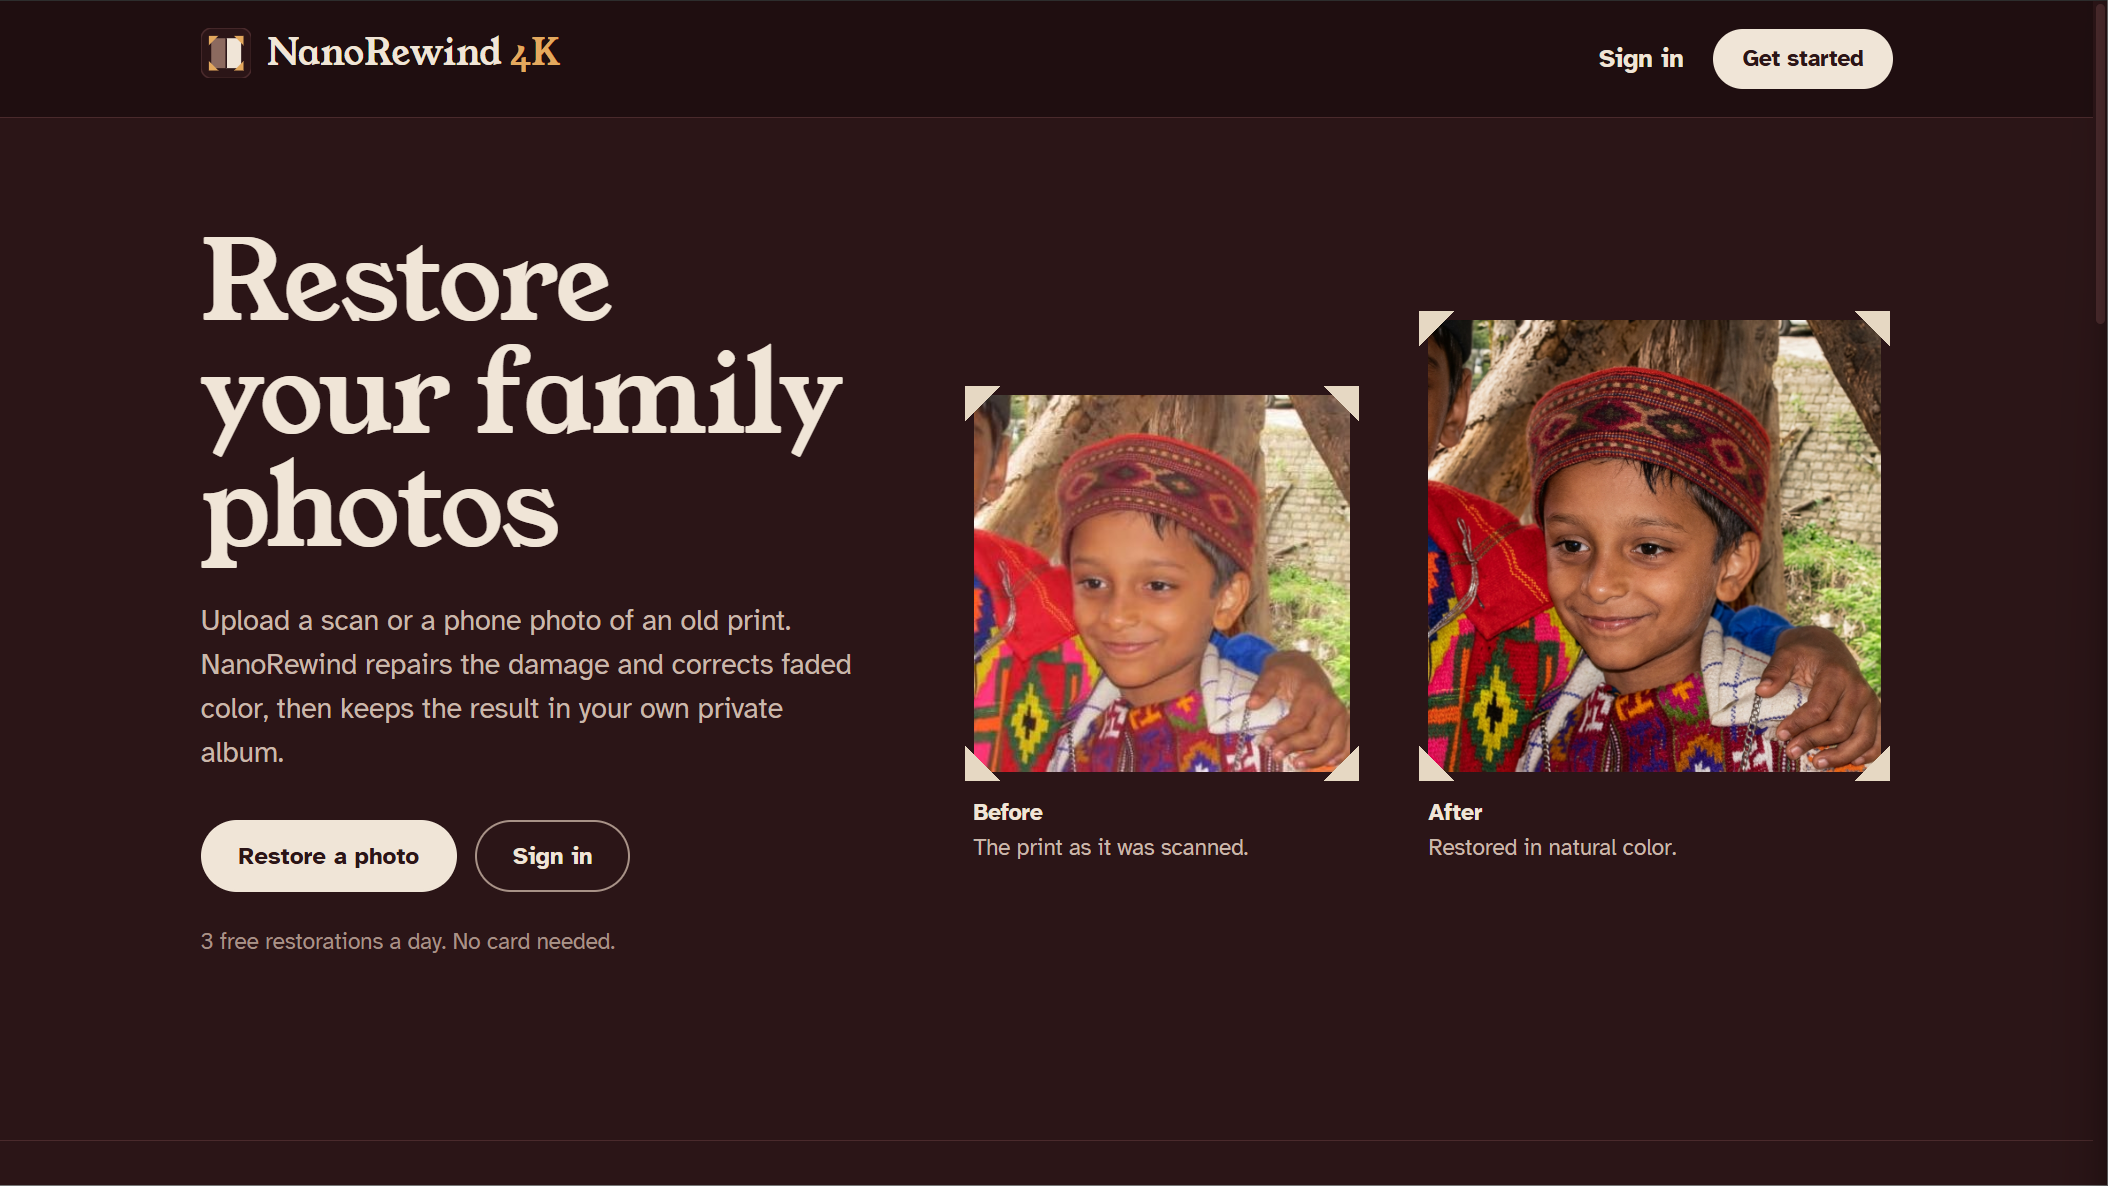 NanoRewind 4K
Sign in
Get started
Restore
your family
photos
Upload a scan or a phone photo of an old print.
NanoRewind repairs the damage and corrects faded
color, then keeps the result in your own private
album.
Restore a photo
Sign in
3 free restorations a day. No card needed.
Before
The print as it was scanned.
After
Restored in natural color.